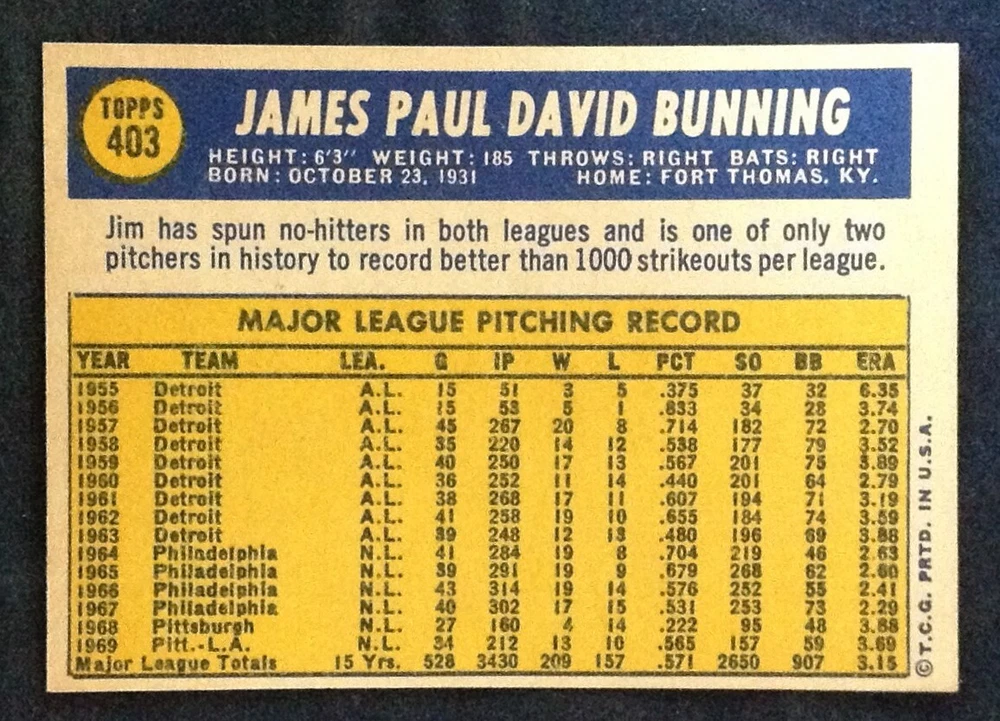 TOPPS
403
JAMES PAUL DAVID BUNNING
HEIGHT: 6'3" WEIGHT: 185 THROWS: RIGHT BATS: RIGHT
BORN: OCTOBER 23, 1931 HOME: FORT THOMAS, KY.
Jim has spun no-hitters in both leagues and is one of only two
pitchers in history to record better than 1000 strikeouts per league.
MAJOR LEAGUE PITCHING RECORD
YEAR TEAM LEA. G IP W L PCT SO BB ERA
1955 Detroit A.L. 15 51 3 5 .375 37 32 6.35
1956 Detroit A.L. 15 53 5 1 .833 34 28 3.74
1957 Detroit A.L. 45 267 20 8 .714 182 72 2.70
1958 Detroit A.L. 35 220 14 12 .538 177 79 3.52
1959 Detroit A.L. 40 250 17 13 .567 201 75 3.89
1960 Detroit A.L. 36 252 11 14 .440 201 64 2.79
1961 Detroit A.L. 38 268 17 11 .607 194 71 3.19
1962 Detroit A.L. 41 258 19 10 .655 184 74 3.59
1963 Detroit A.L. 39 248 12 13 .480 196 69 3.88
1964 Philadelphia N.L. 41 284 19 8 .704 219 46 2.63
1965 Philadelphia N.L. 39 291 19 9 .679 268 62 2.60
1966 Philadelphia N.L. 43 314 19 14 .576 252 55 2.41
1967 Philadelphia N.L. 40 302 17 15 .531 253 73 2.29
1968 Pittsburgh N.L. 27 160 4 14 .222 95 48 3.88
1969 Pitt.-L.A. N.L. 34 212 13 10 .565 157 59 3.69
Major League Totals 15 Yrs. 528 3430 209 157 .571 2650 907 3.15
© T.C.G. PRTD. IN U.S.A.